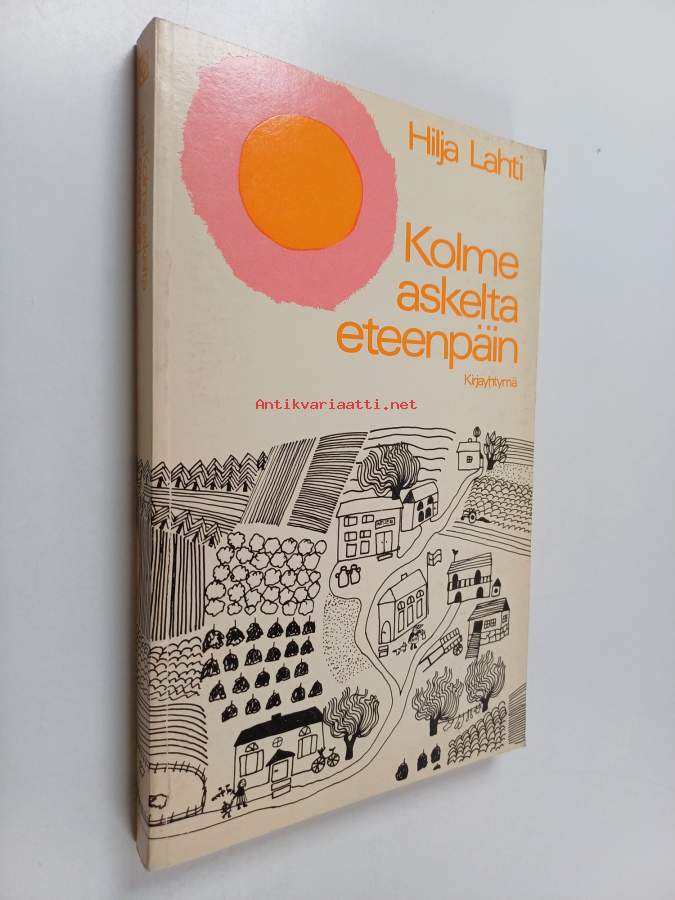 Hilja Lahti
Kolme
askelta
eteenpäin
Kirjayhtymä
Antikvariaatti.net